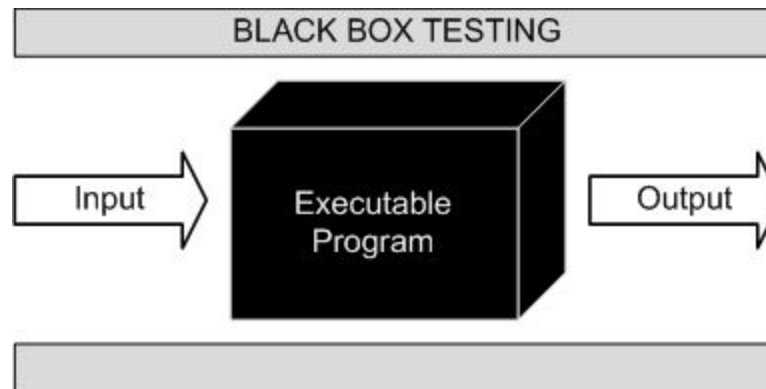 BLACK BOX TESTING
Input
Executable
Program
Output